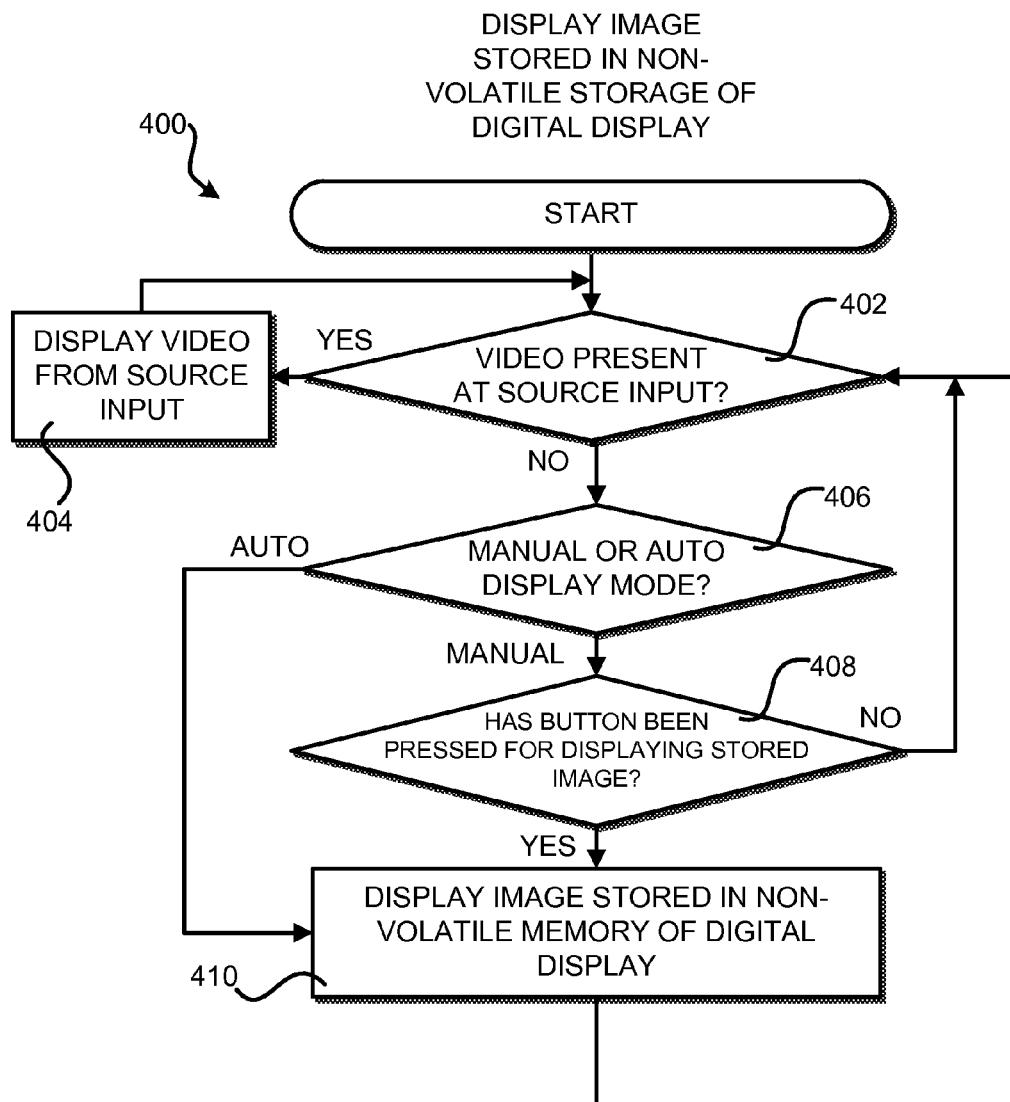 DISPLAY IMAGE
STORED IN NON-
VOLATILE STORAGE OF
DIGITAL DISPLAY
400
START
402
YES
DISPLAY VIDEO
FROM SOURCE
INPUT
VIDEO PRESENT
AT SOURCE INPUT?
404
NO
406
AUTO
MANUAL OR AUTO
DISPLAY MODE?
MANUAL
408
HAS BUTTON BEEN
PRESSED FOR DISPLAYING STORED
IMAGE?
NO
YES
DISPLAY IMAGE STORED IN NON-
VOLATILE MEMORY OF DIGITAL
DISPLAY
410